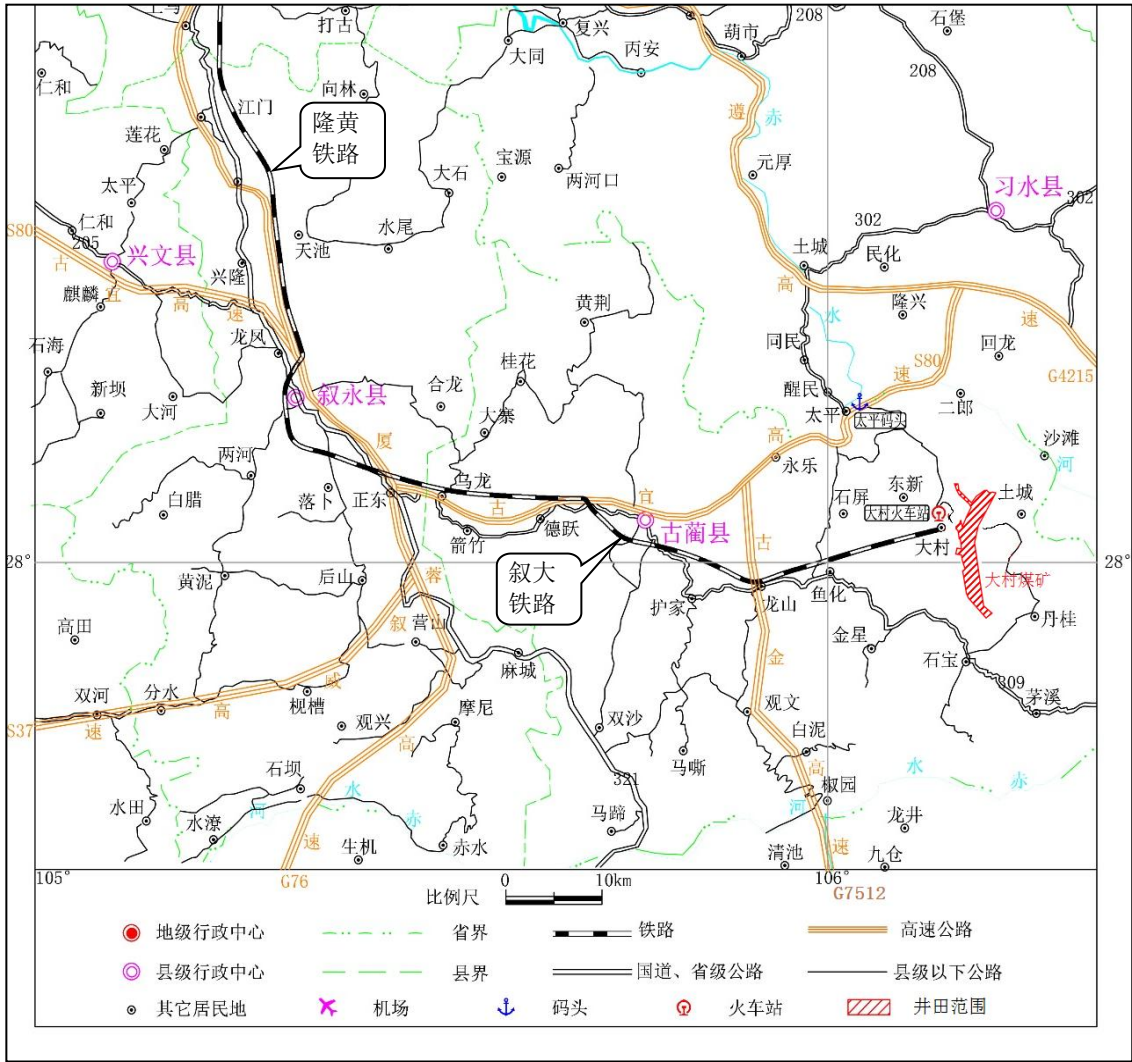 打古
复兴
208
石堡
葫市
大同
丙安
仁和
向林
208
江门
遵
赤
隆黄
铁路
莲花
宝源
元厚
两河口
大石
太平
习水县
302
仁和
302
S80
205
水尾
天池
土城
民化
兴文县
古
兴隆
宜
高
麒麟
高
速
黄荆
水
隆兴
速
龙凤
同民
回龙
石海
桂花
S80
速
G4215
新坝
叙永县
合龙
醒民
大河
二郎
太平
大寨
太平码头
厦
高
沙滩
两河
永乐
河
白腊
落卜
正东
乌龙
古
宜
石屏
东新
土城
大村火车站
箭竹
德跃
古蔺县
大村
古
28°
28°
叙大
铁路
大村煤矿
黄泥
后山
蓉
护家
龙山
鱼化
丹桂
高田
叙
营山
金星
麻城
金
石宝
双河
分水
威
309
枧槽
高
观文
茅溪
S37
速
观兴
摩尼
双沙
高
白泥
马嘶
石坝
321
高
水
赤
水
椒园
水田
河
赤
河
水潦
马蹄
龙井
速
生机
赤水
清池
速
九仓
105°
G76
106°
G7512
比例尺
0
10km
地级行政中心
省界
铁路
高速公路
县级行政中心
县界
国道、省级公路
县级以下公路
其它居民地
机场
码头
火车站
井田范围